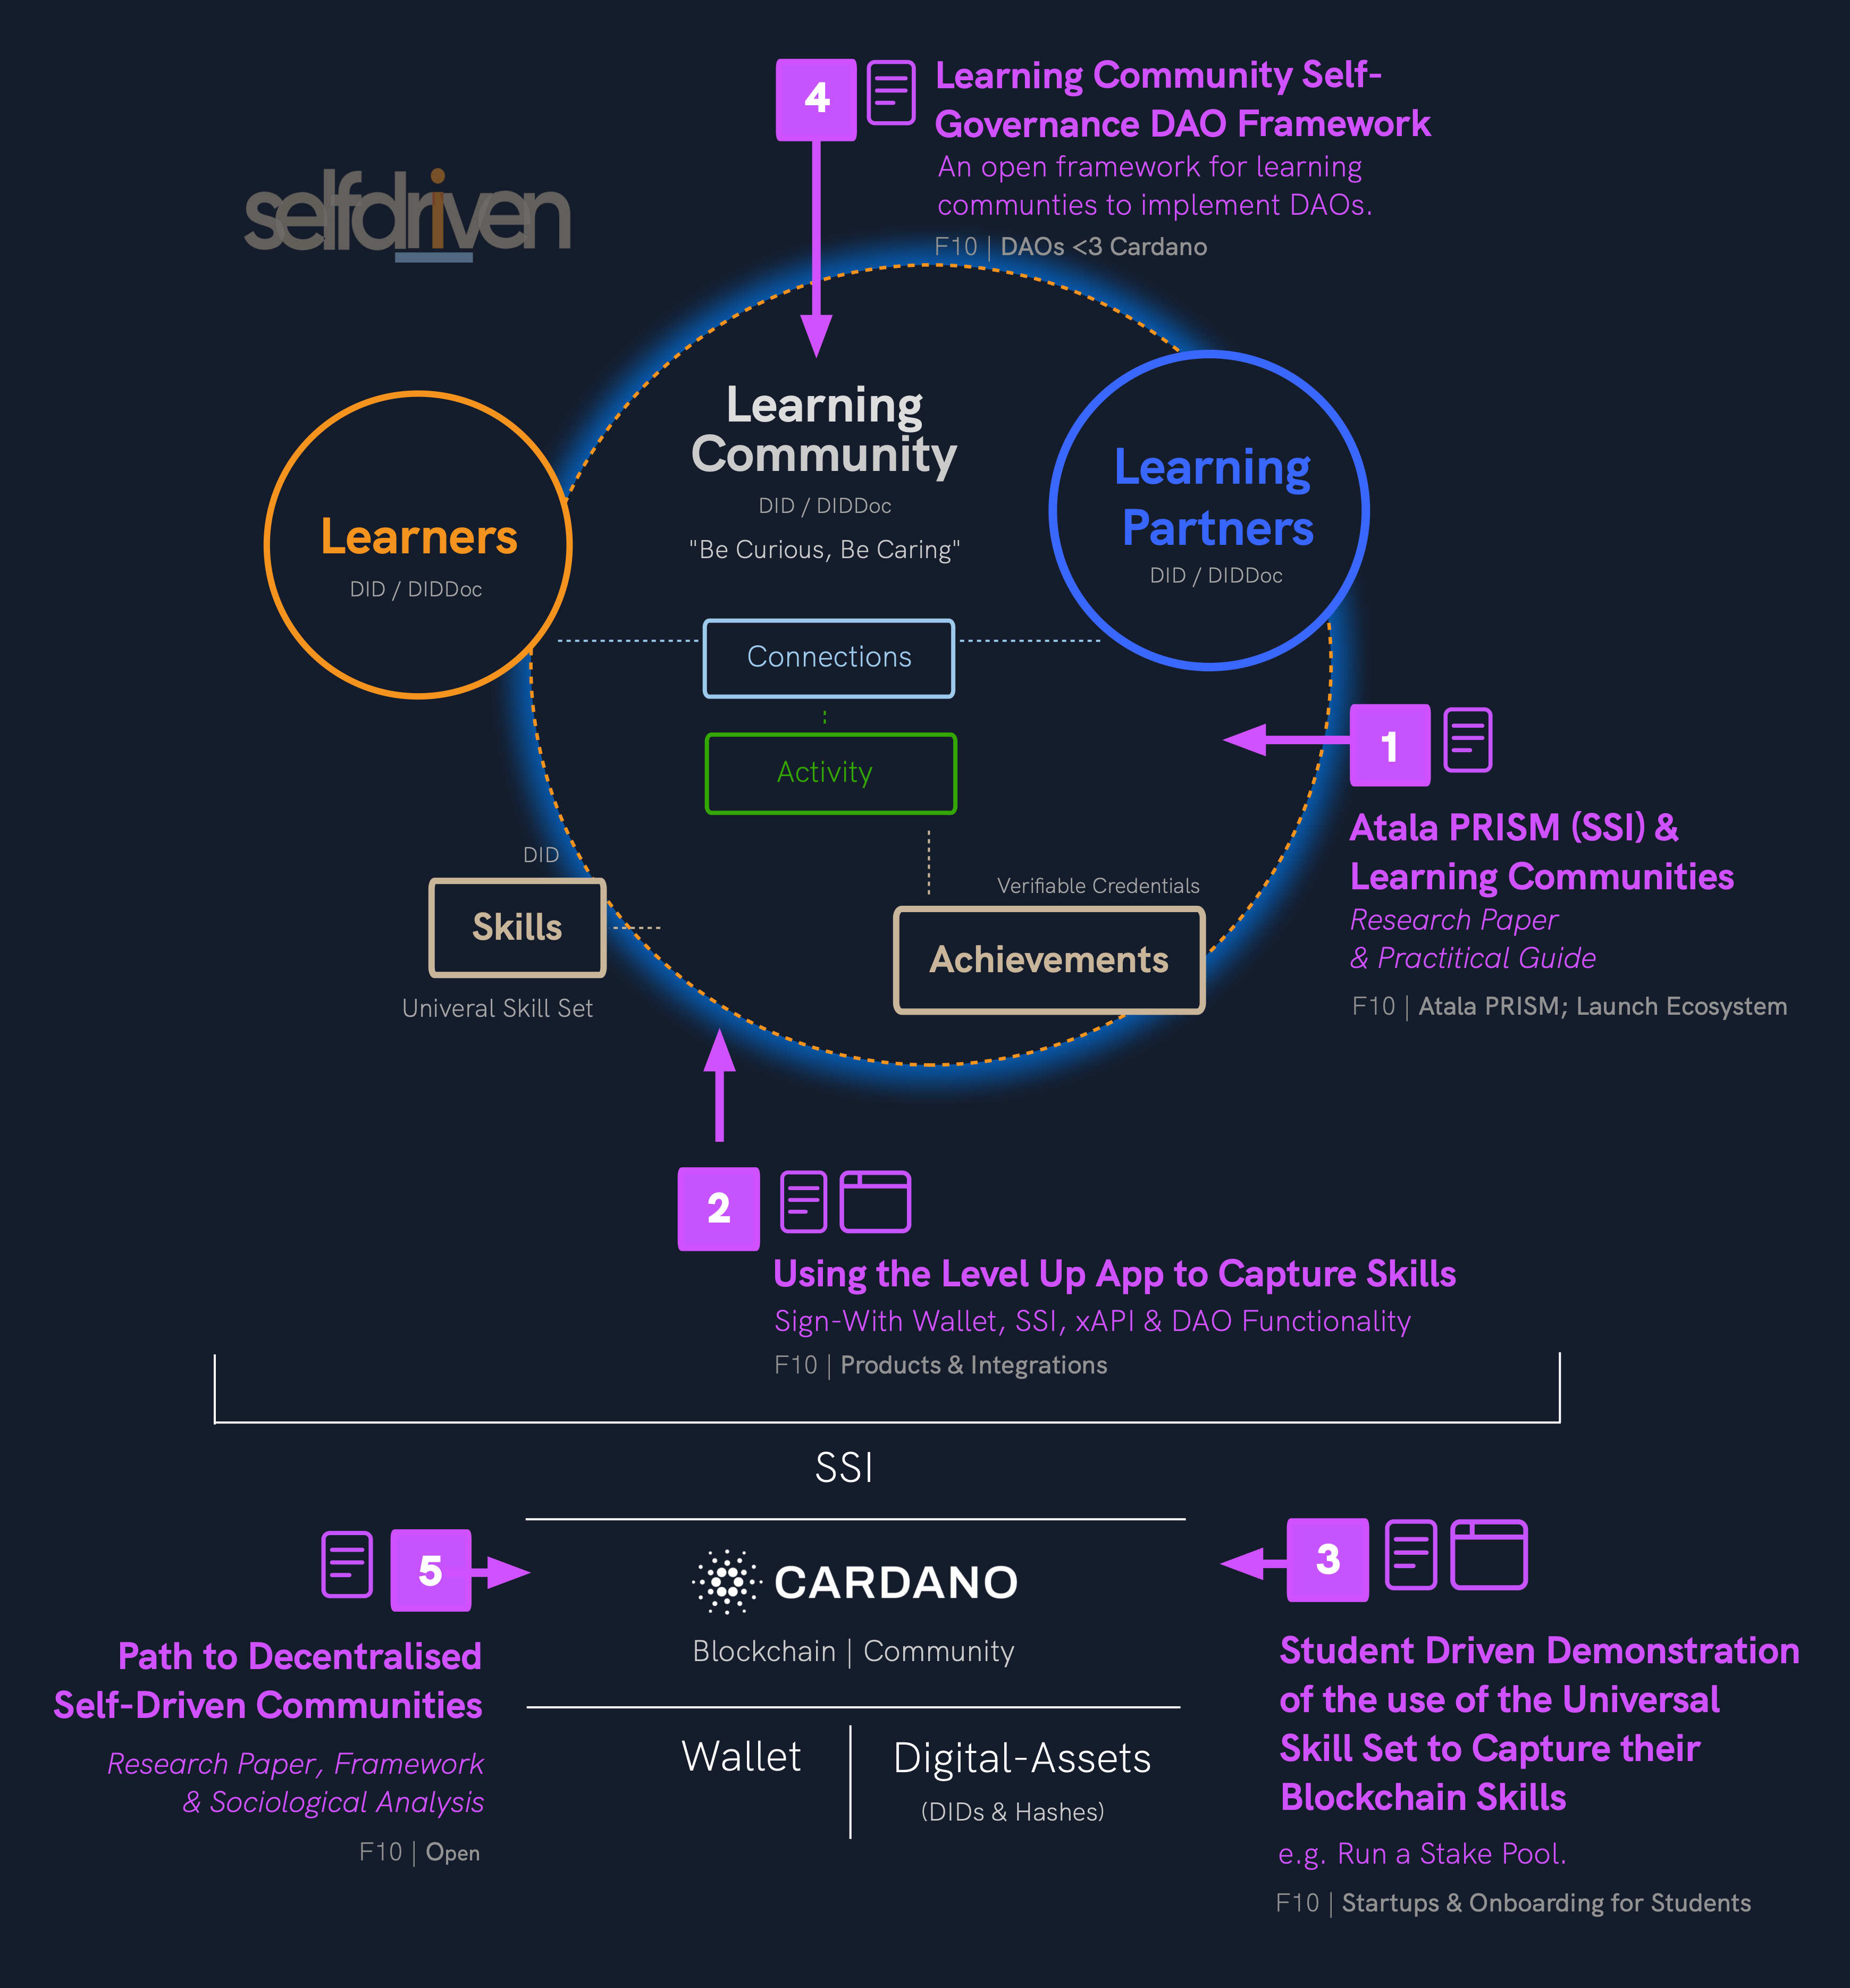 4
Learning Community Self-
Governance DAO Framework
An open framework for learning
communties to implement DAOs.
F10 | DAOs <3 Cardano
selfdriven
Learning
Community
DID / DIDDoc
"Be Curious, Be Caring"
Learners
DID / DIDDoc
Learning
Partners
DID / DIDDoc
Connections
Activity
1
Atala PRISM (SSI) &
Learning Communities
Research Paper
& Practitical Guide
F10 | Atala PRISM; Launch Ecosystem
DID
Skills
Univeral Skill Set
Verifiable Credentials
Achievements
2
Using the Level Up App to Capture Skills
Sign-With Wallet, SSI, xAPI & DAO Functionality
F10 | Products & Integrations
SSI
5
Path to Decentralised
Self-Driven Communities
Research Paper, Framework
& Sociological Analysis
F10 | Open
CARDANO
Blockchain | Community
Wallet
Digital-Assets
(DIDs & Hashes)
3
Student Driven Demonstration
of the use of the Universal
Skill Set to Capture their
Blockchain Skills
e.g. Run a Stake Pool.
F10 | Startups & Onboarding for Students